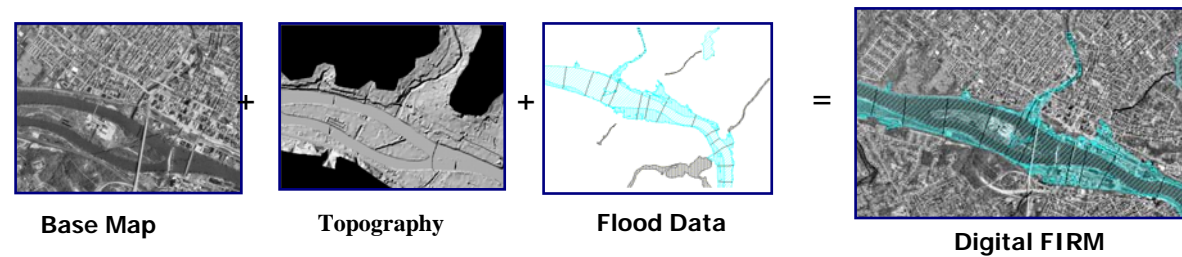 +
+
=
Base Map
Topography
Flood Data
Digital FIRM